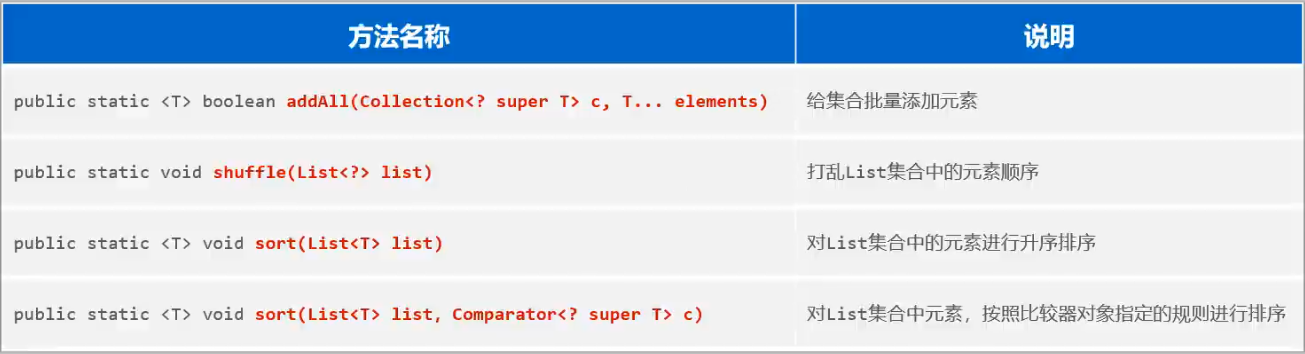 方法名称 说明
public static <T> boolean addAll(Collection<? super T> c, T... elements) 给集合批量添加元素
public static void shuffle(List<?> list) 打乱List集合中的元素顺序
public static <T> void sort(List<T> list) 对List集合中的元素进行升序排序
public static <T> void sort(List<T> list, Comparator<? super T> c) 对List集合中元素，按照比较器对象指定的规则进行排序